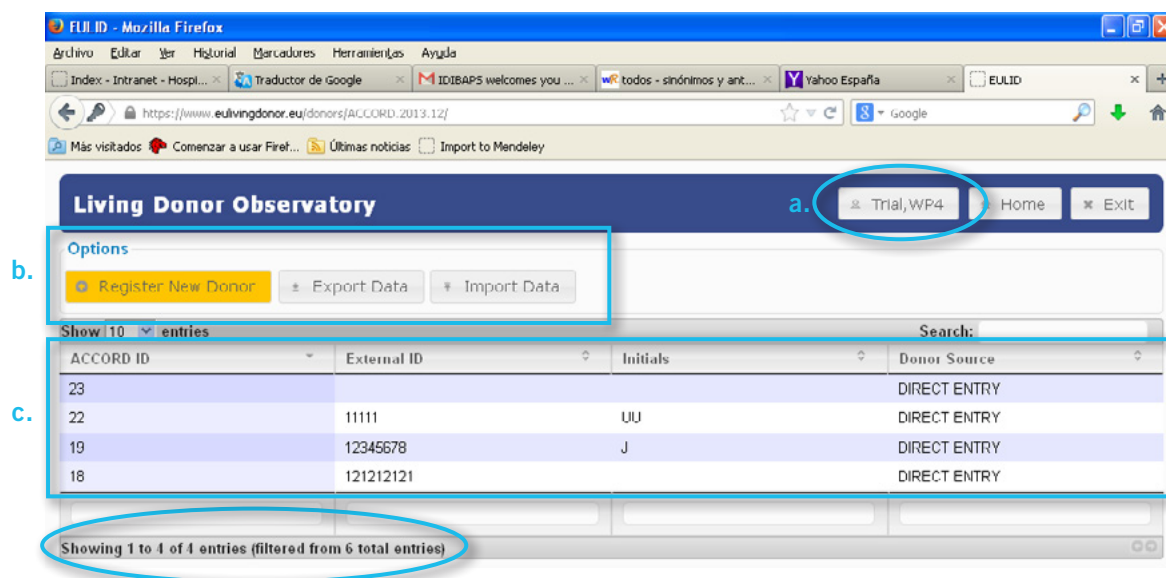 EULID - Mozilla Firefox
Archivo Editar Ver Historial Marcadores Herramientas Ayuda
Index - Intranet - Hospi... Traductor de Google IDIBAPS welcomes you ... todos - sinónimos y ant... Yahoo España EULID
https://www.eulivingdonor.eu/donors/ACCORD.2013.12/ Google
Más visitados Comenzar a usar Firef... Últimas noticias Import to Mendeley
Living Donor Observatory a. Trial,WP4 Home Exit
Options
b. Register New Donor Export Data Import Data
Show 10 entries Search:
ACCORD ID External ID Initials Donor Source
23 DIRECT ENTRY
c. 22 11111 UU DIRECT ENTRY
19 12345678 J DIRECT ENTRY
18 121212121 DIRECT ENTRY
Showing 1 to 4 of 4 entries (filtered from 6 total entries)